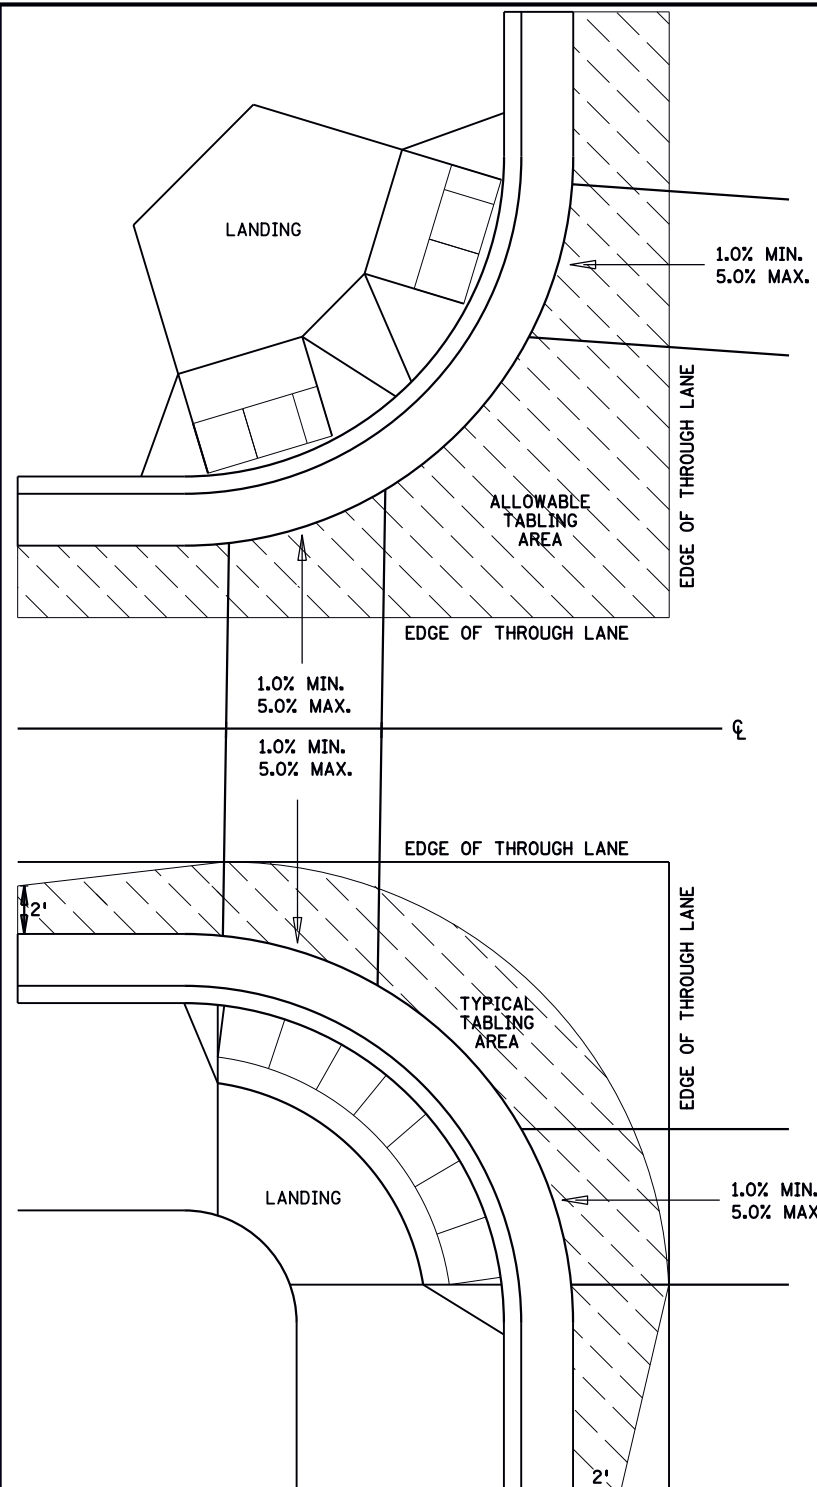 LANDING
1.0% MIN.
5.0% MAX.
EDGE OF THROUGH LANE
ALLOWABLE
TABLING
AREA
EDGE OF THROUGH LANE
1.0% MIN.
5.0% MAX.
℄
1.0% MIN.
5.0% MAX.
EDGE OF THROUGH LANE
2'
EDGE OF THROUGH LANE
TYPICAL
TABLING
AREA
LANDING
1.0% MIN.
5.0% MAX
2'